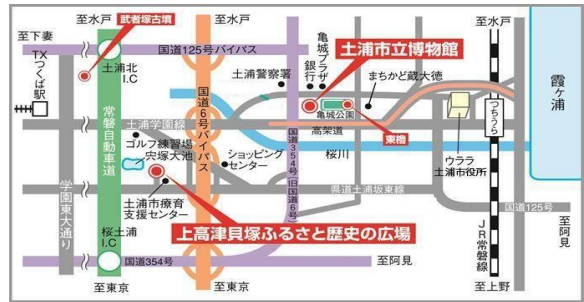 至水戸
武者塚古墳
至水戸
至水戸
至下妻
国道125号バイパス
TX
つくば駅
土浦北
I.C
土浦市立博物館
亀城プラザ
銀行
土浦警察署
まちかど蔵大徳
霞ヶ浦
国道6号バイパス
亀城公園
東櫓
つちうら
土浦学園線
高架道
常磐自動車道
ゴルフ練習場
宍塚大池
ショッピング
センター
国道354号(旧国道6号)
桜川
ウララ
土浦市役所
学園東大通り
土浦市療育
支援センター
県道土浦坂東線
国道125号
上高津貝塚ふるさと歴史の広場
桜土浦
I.C
国道354号
至阿見
JR常磐線
至阿見
至東京
至東京
至上野